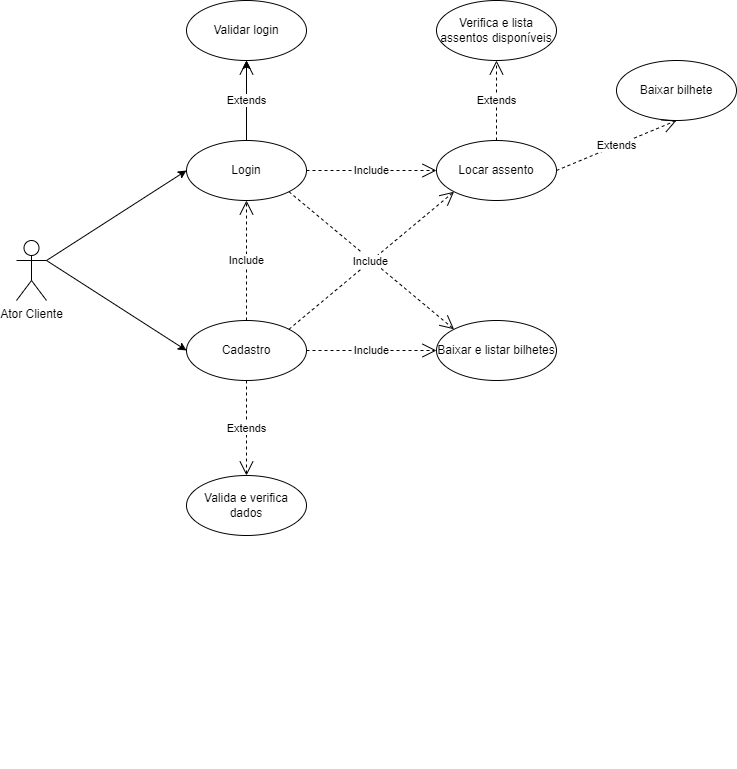 Validar login
Verifica e lista
assentos disponíveis
Baixar bilhete
Extends
Extends
Extends
Login
Include
Locar assento
Include
Include
Ator Cliente
Cadastro
Include
Baixar e listar bilhetes
Extends
Valida e verifica
dados